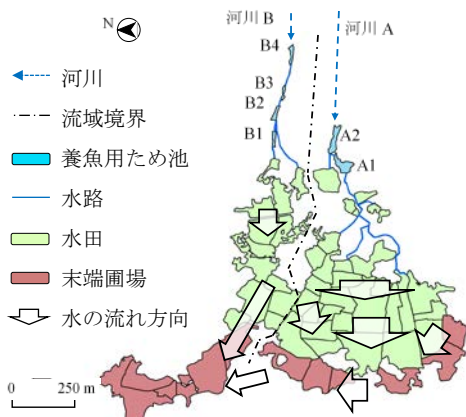 N
河川 B
河川 A
B4
B3
B2
B1
A2
A1
河川
流域境界
養魚用ため池
水路
水田
末端圃場
水の流れ方向
0 250 m